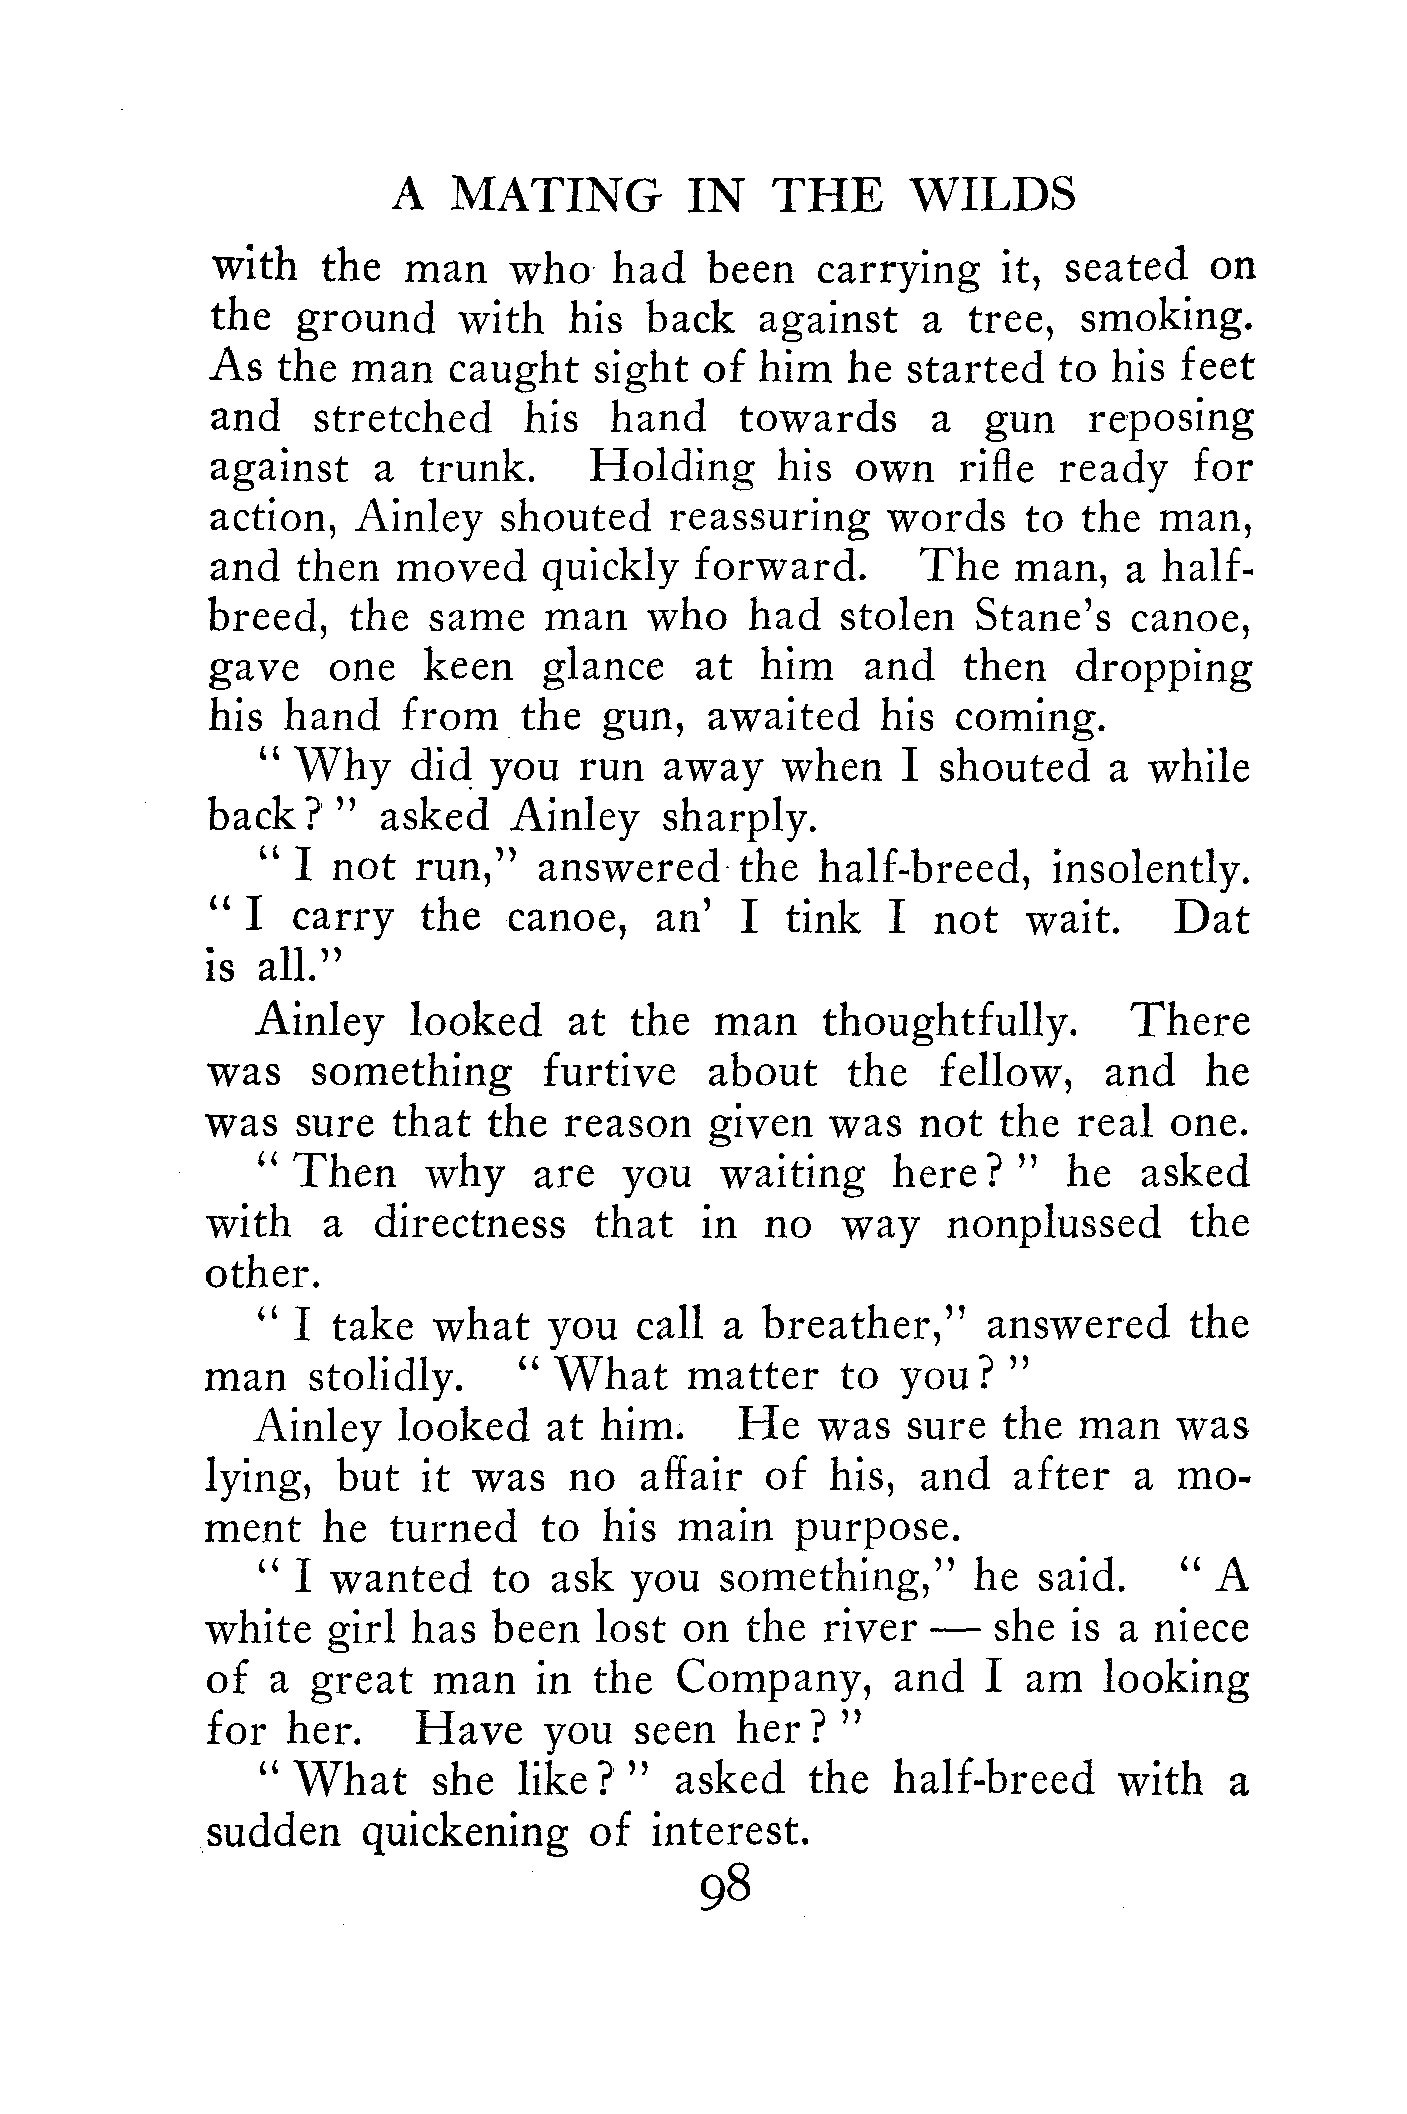 A MATING IN THE WILDS
with the man who had been carrying it, seated on
the ground with his back against a tree, smoking.
As the man caught sight of him he started to his feet
and stretched his hand towards a gun reposing
against a trunk. Holding his own rifle ready for
action, Ainley shouted reassuring words to the man,
and then moved quickly forward. The man, a half-
breed, the same man who had stolen Stane's canoe,
gave one keen glance at him and then dropping
his hand from the gun, awaited his coming.
“ Why did you run away when I shouted a while
back? ” asked Ainley sharply.
“ I not run,” answered the half-breed, insolently.
“ I carry the canoe, an' I tink I not wait. Dat
is all.”
Ainley looked at the man thoughtfully. There
was something furtive about the fellow, and he
was sure that the reason given was not the real one.
“ Then why are you waiting here? ” he asked
with a directness that in no way nonplussed the
other.
“ I take what you call a breather,” answered the
man stolidly. “ What matter to you? ”
Ainley looked at him. He was sure the man was
lying, but it was no affair of his, and after a mo-
ment he turned to his main purpose.
“ I wanted to ask you something,” he said. “ A
white girl has been lost on the river — she is a niece
of a great man in the Company, and I am looking
for her. Have you seen her? ”
“ What she like? ” asked the half-breed with a
sudden quickening of interest.
98